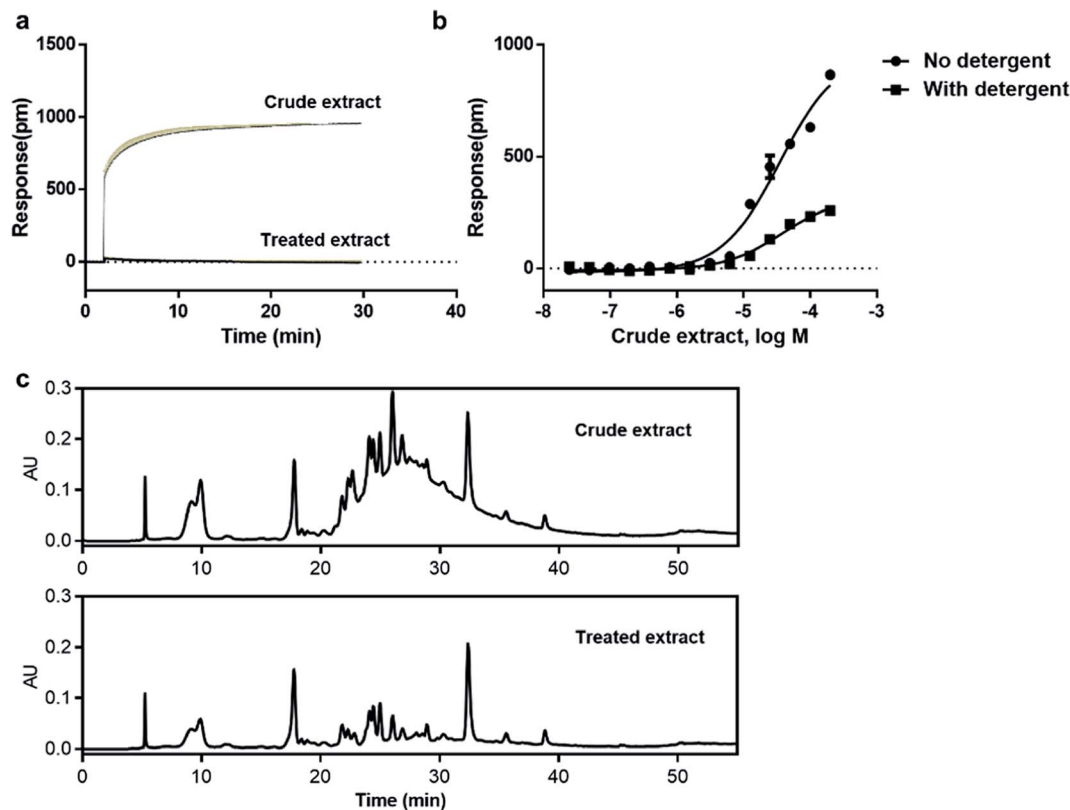 a
1500
1000
500
0
Response(pm)
Crude extract
Treated extract
0 10 20 30 40
Time (min)
b
1000
500
0
Response(pm)
-8 -7 -6 -5 -4 -3
Crude extract, log M
No detergent
With detergent
c
0.3
0.2
0.1
0.0
AU
Crude extract
0 10 20 30 40 50
0.3
0.2
0.1
0.0
AU
Treated extract
0 10 20 30 40 50
Time (min)